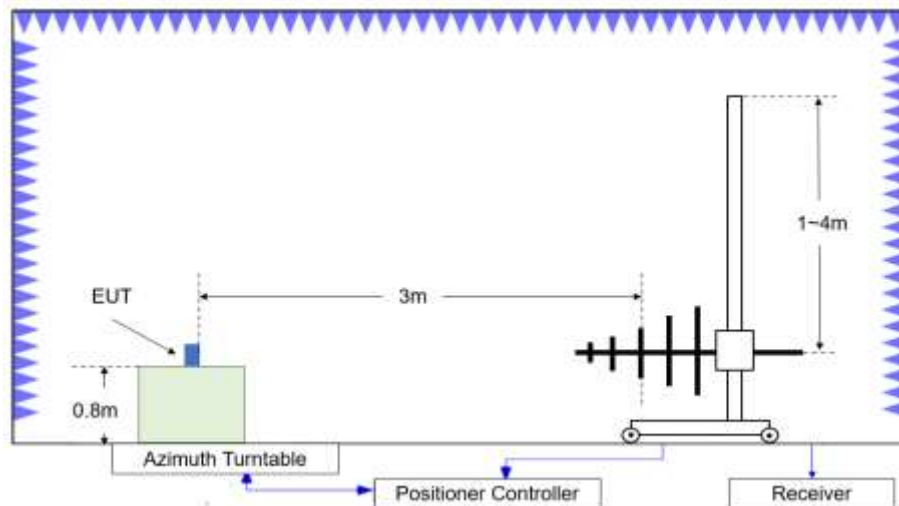 1~4m
EUT
3m
0.8m
Azimuth Turntable
Positioner Controller
Receiver